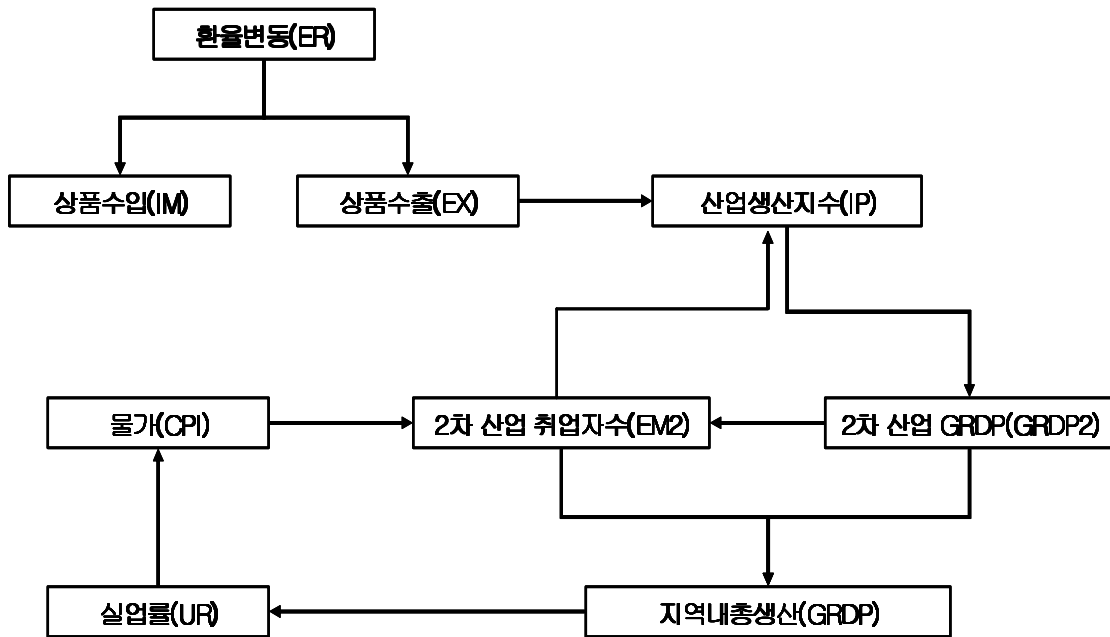 환율변동(ER)
상품수입(IM)
상품수출(EX)
산업생산지수(IP)
물가(CPI)
2차 산업 취업자수(EM2)
2차 산업 GRDP(GRDP2)
실업률(UR)
지역내총생산(GRDP)